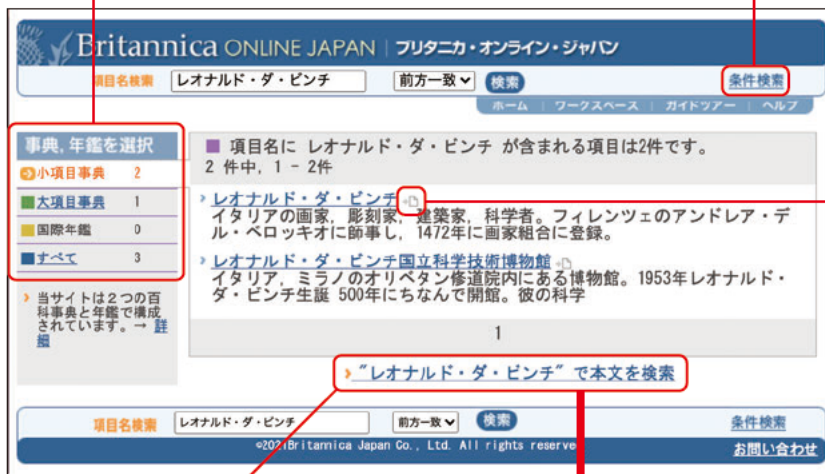 Britannica ONLINE JAPAN | ブリタニカ・オンライン・ジャパン
項目名検索 レオナルド・ダ・ビンチ 前方一致 検索 条件検索
ホーム | ワークスペース | ガイドツアー | ヘルプ
事典, 年鑑を選択
小項目事典 2
大項目事典 1
国際年鑑 0
すべて 3
当サイトは２つの百
科事典と年鑑で構成
されています。→ 詳
細
項目名に レオナルド・ダ・ビンチ が含まれる項目は2件です。
2 件中, 1 - 2件
レオナルド・ダ・ビンチ
イタリアの画家, 彫刻家, 建築家, 科学者。フィレンツェのアンドレア・デ
ル・ベロッキオに師事し, 1472年に画家組合に登録。
レオナルド・ダ・ビンチ国立科学技術博物館
イタリア, ミラノのオリベタン修道院内にある博物館。1953年レオナルド・
ダ・ビンチ生誕 500年にちなんで開館。彼の科学
1
"レオナルド・ダ・ビンチ" で本文を検索
項目名検索 レオナルド・ダ・ビンチ 前方一致 検索 条件検索
©2021Britannica Japan Co., Ltd. All rights reserve
お問い合わせ